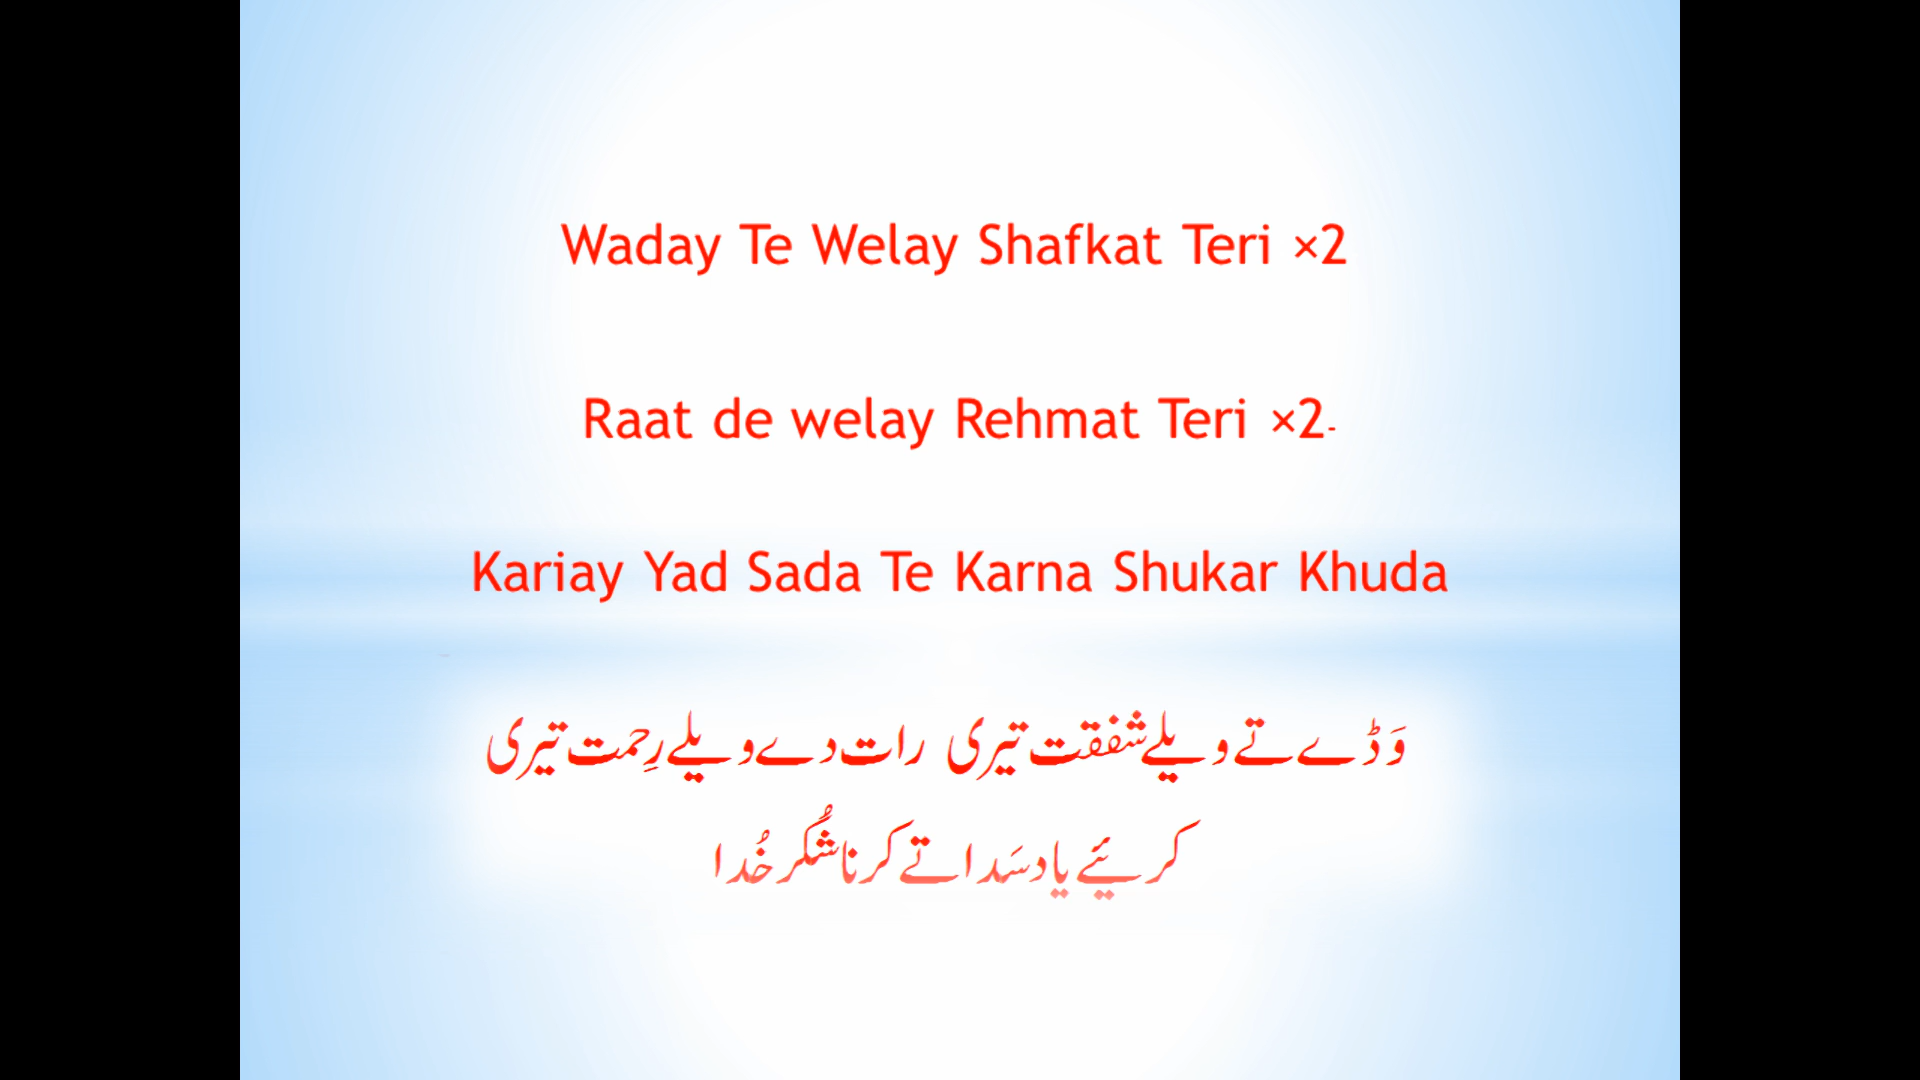 Waday Te Welay Shafkat Teri ×2
Raat de welay Rehmat Teri ×2-
Kariay Yad Sada Te Karna Shukar Khuda
وَڈے تے ویلے شفقت تیری رات دے ویلے رِحمت تیری
کرئیے یاد سَدا تے کرنا شُکر خُدا